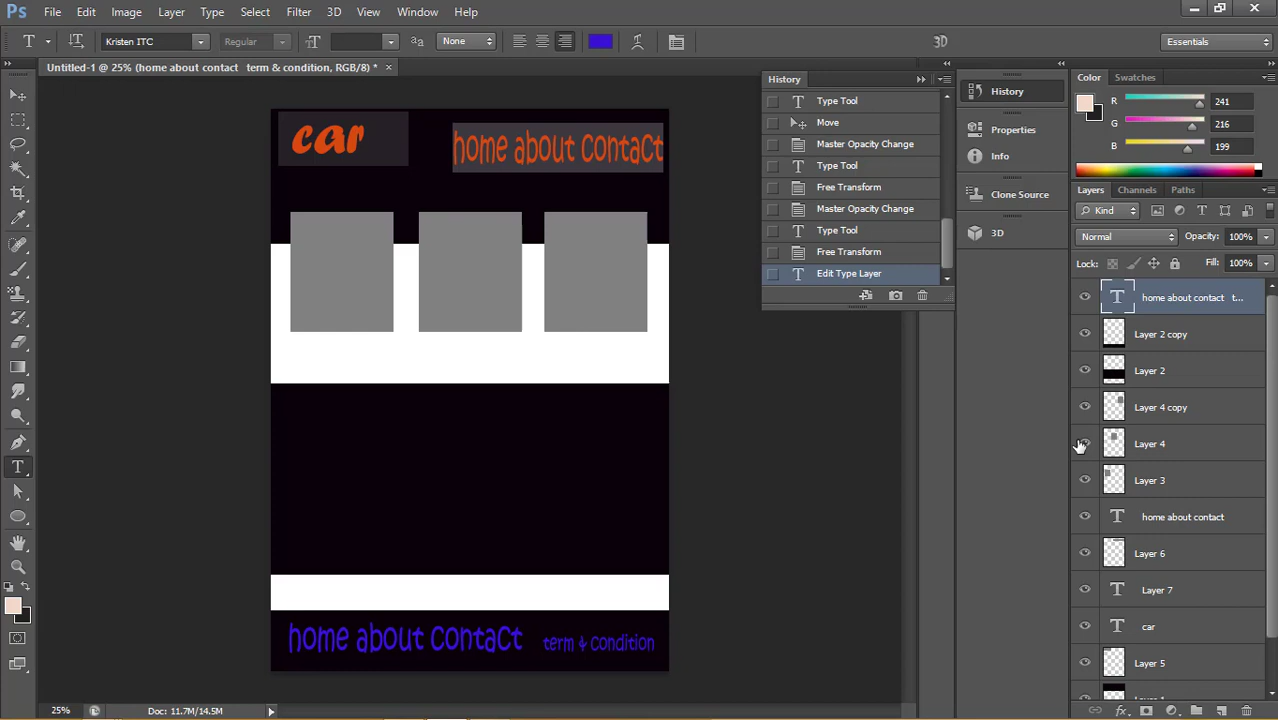 Ps File Edit Image Layer Type Select Filter 3D View Window Help
T Kristen ITC Regular None 3D Essentials
Untitled-1 @ 25% (home about contact term & condition, RGB/8) *
History
Type Tool
Move
Master Opacity Change
Type Tool
Free Transform
Master Opacity Change
Type Tool
Free Transform
Edit Type Layer
History
Properties
Info
Clone Source
3D
Color Swatches
R 241
G 216
B 199
Layers Channels Paths
Kind
Normal Opacity: 100%
Lock: Fill: 100%
home about contact t...
Layer 2 copy
Layer 2
Layer 4 copy
Layer 4
Layer 3
home about contact
Layer 6
Layer 7
car
Layer 5
car
home about contact
home about contact term & condition
25% Doc: 11.7M/14.5M